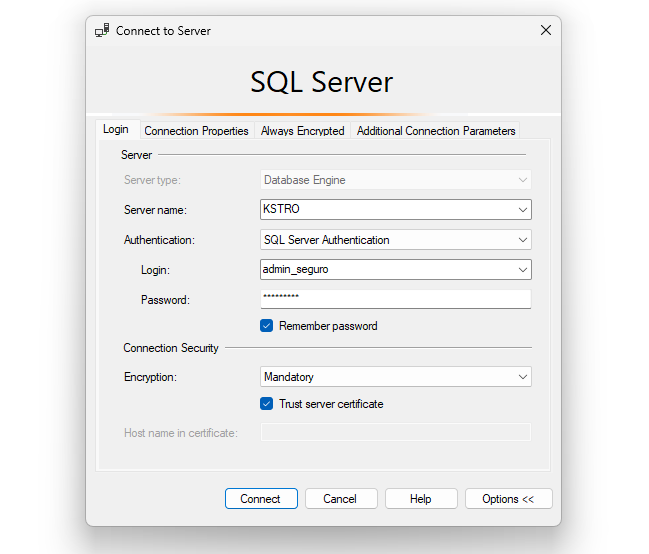 Connect to Server
SQL Server
Login Connection Properties Always Encrypted Additional Connection Parameters
Server
Server type: Database Engine
Server name: KSTRO
Authentication: SQL Server Authentication
Login: admin_seguro
Password: *********
Remember password
Connection Security
Encryption: Mandatory
Trust server certificate
Host name in certificate:
Connect Cancel Help Options <<